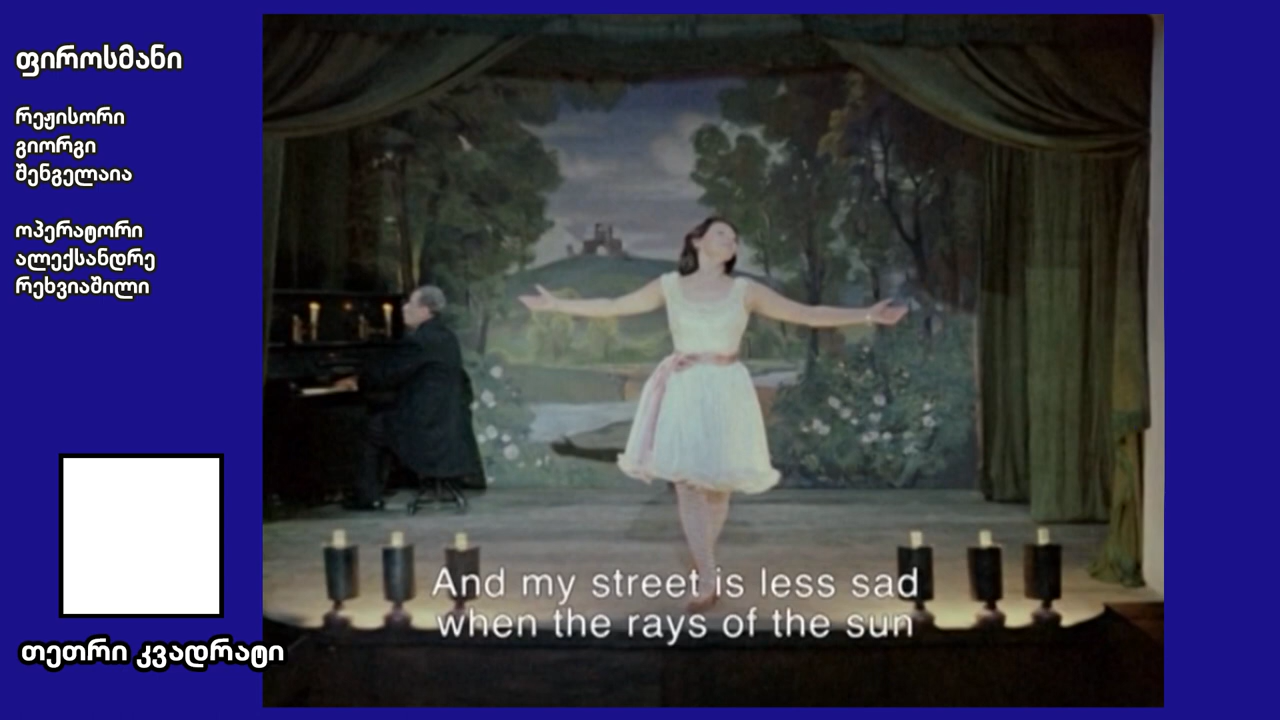 ფიროსმანი
რეჟისორი
გიორგი
შენგელაია
ოპერატორი
ალექსანდრე
რეხვიაშილი
თეთრი კვადრატი
And my street is less sad
when the rays of the sun